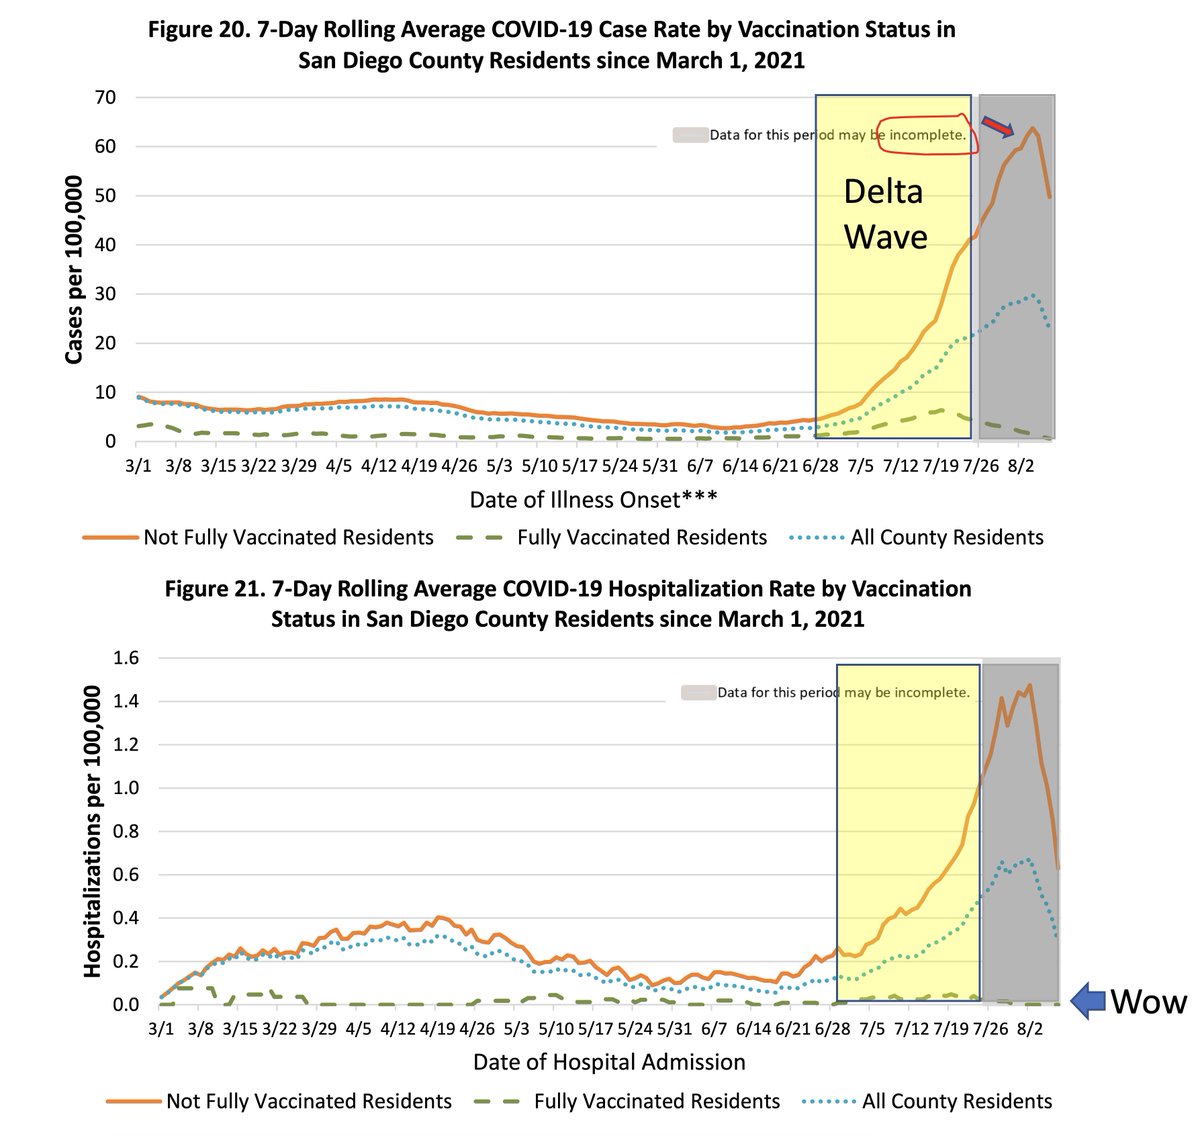 Figure 20. 7-Day Rolling Average COVID-19 Case Rate by Vaccination Status in
San Diego County Residents since March 1, 2021
70
60
50
40
30
20
10
0
Cases per 100,000
Data for this period may be incomplete.
Delta
Wave
3/1 3/8 3/15 3/22 3/29 4/5 4/12 4/19 4/26 5/3 5/10 5/17 5/24 5/31 6/7 6/14 6/21 6/28 7/5 7/12 7/19 7/26 8/2
Date of Illness Onset***
Not Fully Vaccinated Residents Fully Vaccinated Residents All County Residents
Figure 21. 7-Day Rolling Average COVID-19 Hospitalization Rate by Vaccination
Status in San Diego County Residents since March 1, 2021
1.6
1.4
1.2
1.0
0.8
0.6
0.4
0.2
0.0
Hospitalizations per 100,000
Data for this period may be incomplete.
Wow
3/1 3/8 3/15 3/22 3/29 4/5 4/12 4/19 4/26 5/3 5/10 5/17 5/24 5/31 6/7 6/14 6/21 6/28 7/5 7/12 7/19 7/26 8/2
Date of Hospital Admission
Not Fully Vaccinated Residents Fully Vaccinated Residents All County Residents